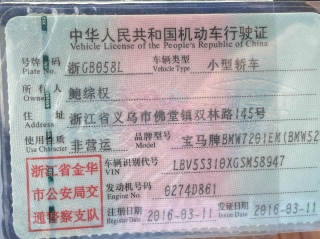 中华人民共和国机动车行驶证
Vehicle License of the People's Republic of China
号牌号码 浙GB058L 车辆类型 小型轿车
Plate No. Vehicle Type
所有人 鲍综权
Owner
住址 浙江省义乌市佛堂镇双林路145号
Address
使用性质 非营运 品牌型号 宝马牌BMW7201EM(BMW52
Use Character Model
浙江省金华
市公安局交
通警察支队
车辆识别代号 LBV5S310XGSM58947
VIN
发动机号码 0274D861
Engine No.
注册日期 2016-03-11 发证日期 2016-03-11
Register Date Issue Date